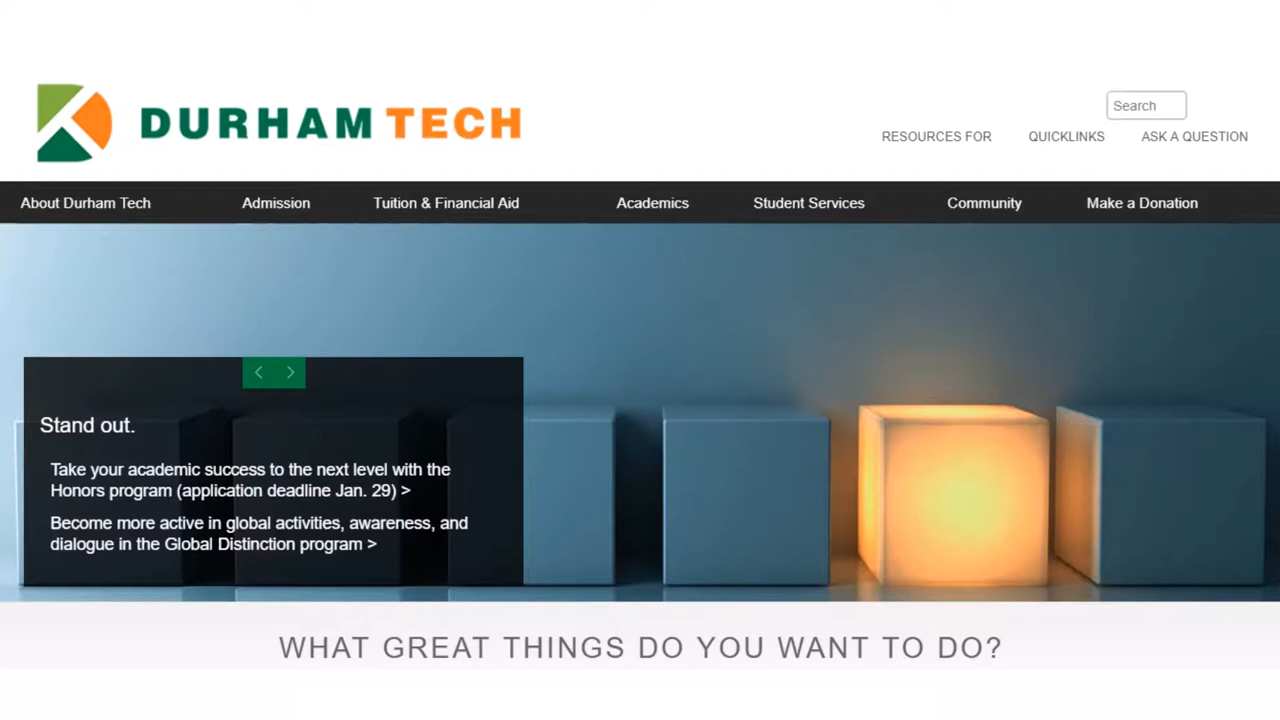 DURHAM TECH
Search
RESOURCES FOR QUICKLINKS ASK A QUESTION
About Durham Tech Admission Tuition & Financial Aid Academics Student Services Community Make a Donation
Stand out.
Take your academic success to the next level with the
Honors program (application deadline Jan. 29) >
Become more active in global activities, awareness, and
dialogue in the Global Distinction program >
WHAT GREAT THINGS DO YOU WANT TO DO?